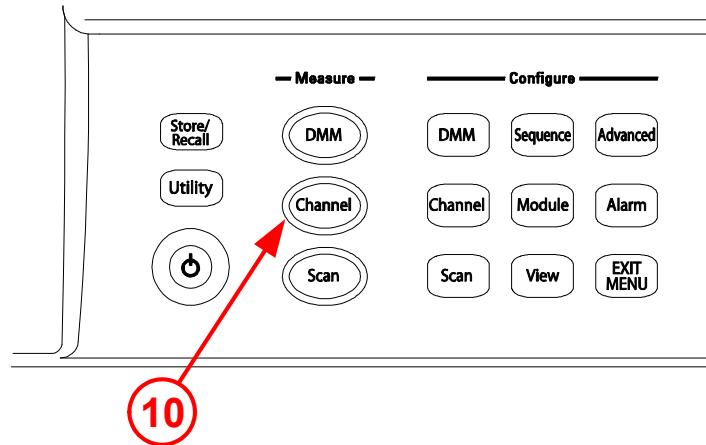 Measure
Configure
Store/
Recall
DMM
DMM
Sequence
Advanced
Utility
Channel
Channel
Module
Alarm
Scan
Scan
View
EXIT
MENU
10